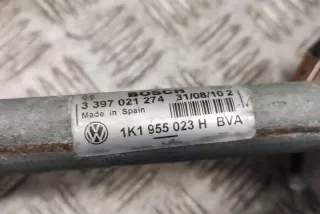 BOSCH
3 397 021 274 31/08/10 2
Made in Spain
1K1 955 023 H BVA